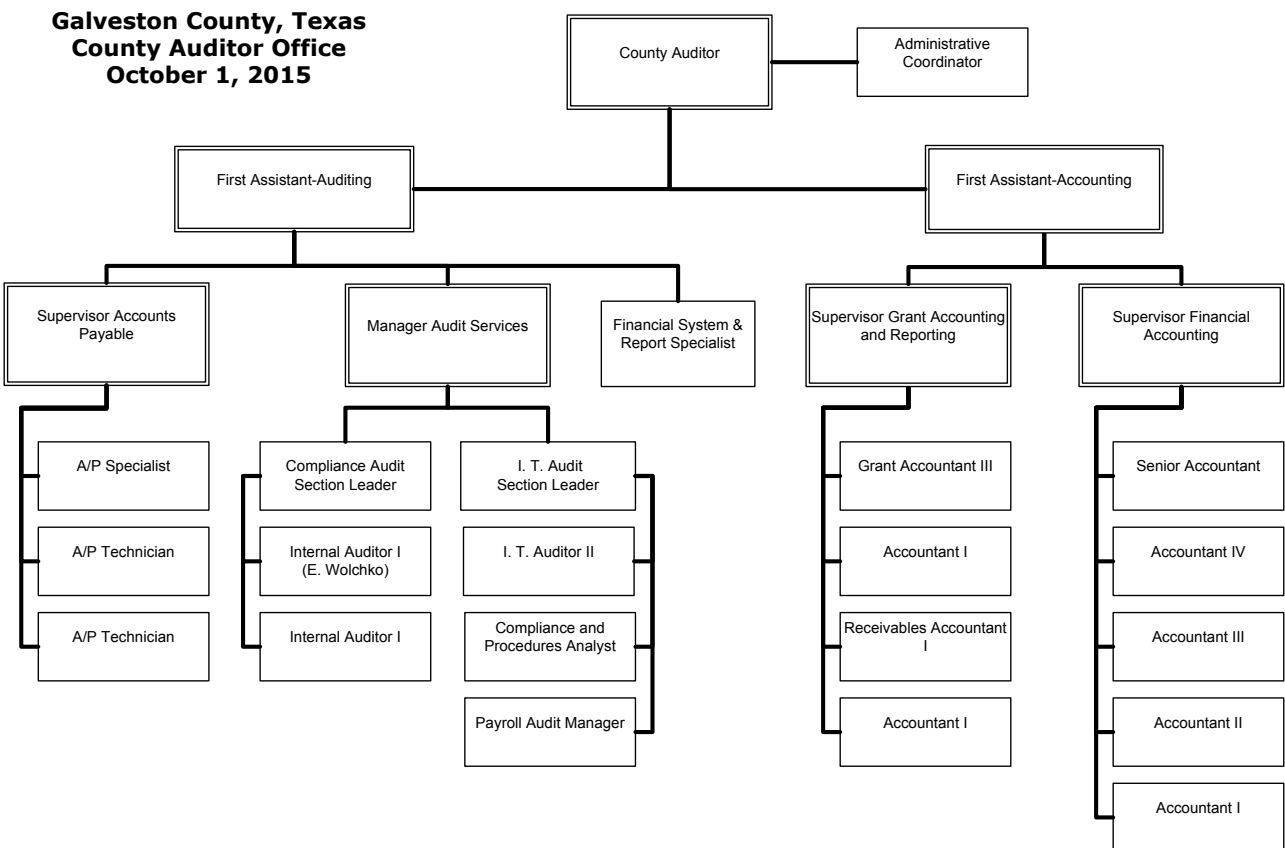 Galveston County, Texas
County Auditor Office
October 1, 2015
County Auditor
Administrative
Coordinator
First Assistant-Auditing
First Assistant-Accounting
Supervisor Accounts
Payable
Manager Audit Services
Financial System &
Report Specialist
Supervisor Grant Accounting
and Reporting
Supervisor Financial
Accounting
A/P Specialist
A/P Technician
A/P Technician
Compliance Audit
Section Leader
Internal Auditor I
(E. Wolchko)
Internal Auditor I
I. T. Audit
Section Leader
I. T. Auditor II
Compliance and
Procedures Analyst
Payroll Audit Manager
Grant Accountant III
Accountant I
Receivables Accountant
I
Accountant I
Senior Accountant
Accountant IV
Accountant III
Accountant II
Accountant I